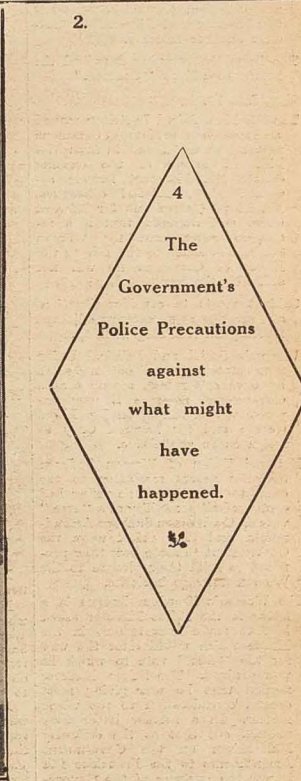 2.
4
The
Government's
Police Precautions
against
what might
have
happened.